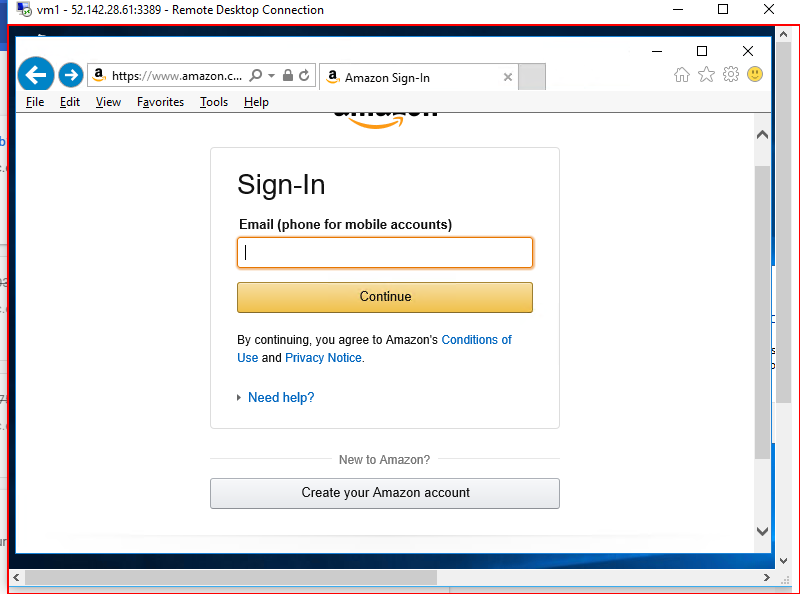 vm1 - 52.142.28.61:3389 - Remote Desktop Connection
https://www.amazon.c...
Amazon Sign-In
File Edit View Favorites Tools Help
amazon
Sign-In
Email (phone for mobile accounts)
Continue
By continuing, you agree to Amazon's Conditions of
Use and Privacy Notice.
Need help?
New to Amazon?
Create your Amazon account